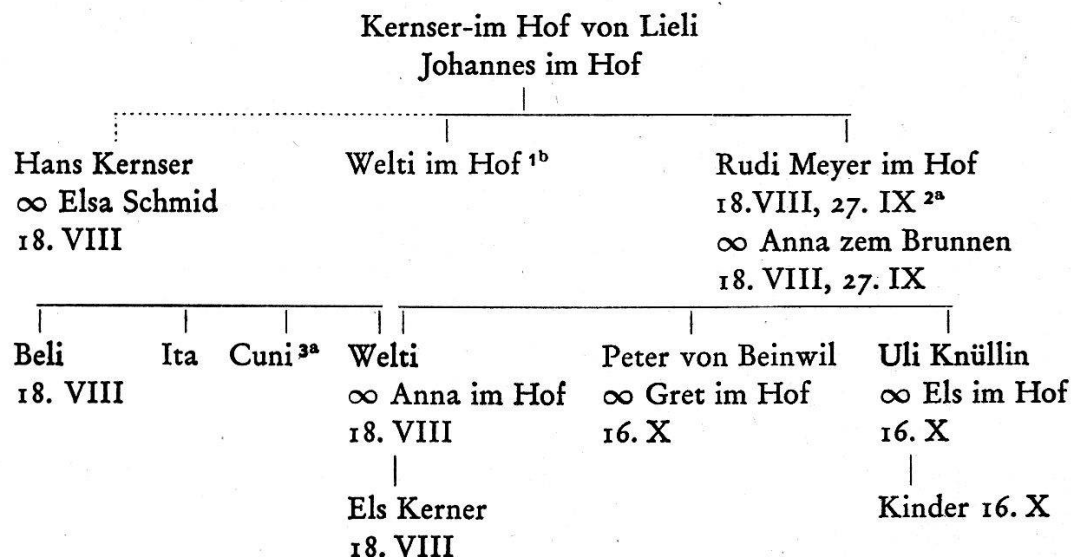 Kernser-im Hof von Lieli
Johannes im Hof
Hans Kernser Welti im Hof ¹ᵇ Rudi Meyer im Hof
∞ Elsa Schmid 18.VIII, 27. IX ²ᵃ
18. VIII ∞ Anna zem Brunnen
18. VIII, 27. IX
Beli Ita Cuni ³ᵃ Welti Peter von Beinwil Uli Knüllin
18. VIII ∞ Anna im Hof ∞ Gret im Hof ∞ Els im Hof
18. VIII 16. X 16. X
Els Kerner Kinder 16. X
18. VIII